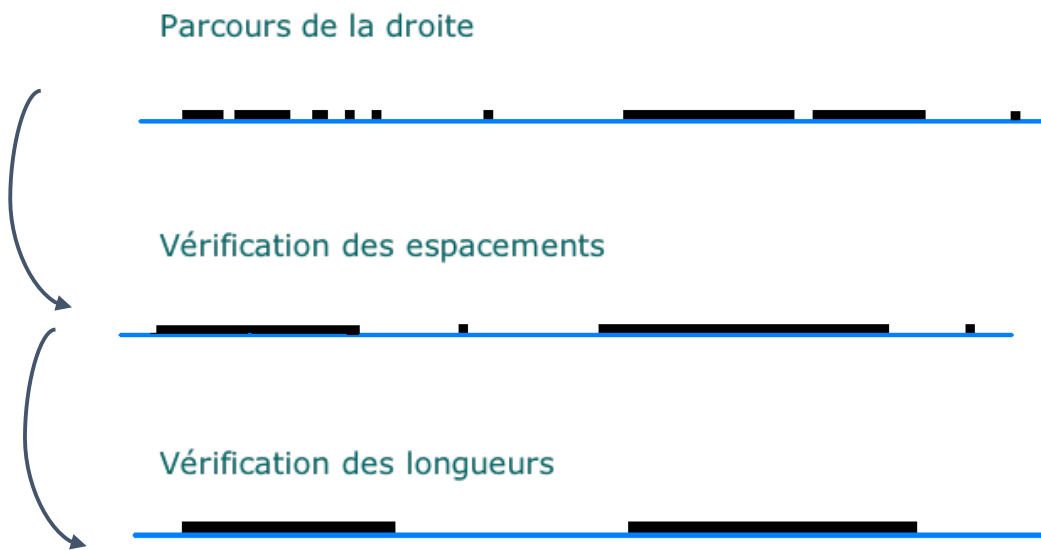 Parcours de la droite
Vérification des espacements
Vérification des longueurs